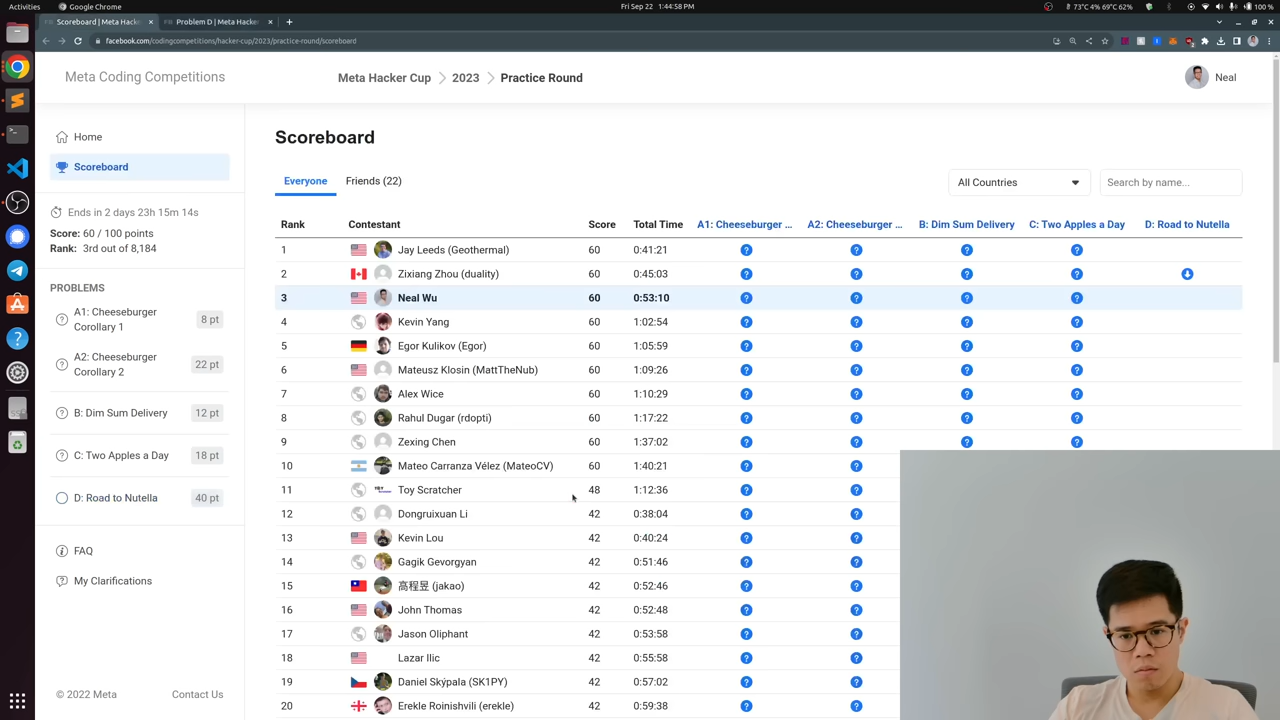 Activities
Google Chrome
Fri Sep 22 2:44:58 PM
73°C 4% 69°C 62%
100 %
Scoreboard | Meta Hacker
Problem D | Meta Hacker
facebook.com/codingcompetitions/hacker-cup/2023/practice-round/scoreboard
Meta Coding Competitions
Meta Hacker Cup
2023
Practice Round
Neal
Home
Scoreboard
Ends in 2 days 23h 15m 14s
Score: 60 / 100 points
Rank: 3rd out of 8,184
PROBLEMS
A1: Cheeseburger
Corollary 1
8 pt
A2: Cheeseburger
Corollary 2
22 pt
B: Dim Sum Delivery
12 pt
C: Two Apples a Day
18 pt
D: Road to Nutella
40 pt
FAQ
My Clarifications
© 2022 Meta
Contact Us
Scoreboard
Everyone
Friends (22)
All Countries
Search by name...
Rank Contestant Score Total Time A1: Cheeseburger ... A2: Cheeseburger ... B: Dim Sum Delivery C: Two Apples a Day D: Road to Nutella
1 Jay Leeds (Geothermal) 60 0:41:21
2 Zixiang Zhou (duality) 60 0:45:03
3 Neal Wu 60 0:53:10
4 Kevin Yang 60 1:02:54
5 Egor Kulikov (Egor) 60 1:05:59
6 Mateusz Klosin (MattTheNub) 60 1:09:26
7 Alex Wice 60 1:10:29
8 Rahul Dugar (rdopti) 60 1:17:22
9 Zexing Chen 60 1:37:02
10 Mateo Carranza Vélez (MateoCV) 60 1:40:21
11 Toy Scratcher 48 1:12:36
12 Dongruixuan Li 42 0:38:04
13 Kevin Lou 42 0:40:24
14 Gagik Gevorgyan 42 0:51:46
15 高程昱 (jakao) 42 0:52:46
16 John Thomas 42 0:52:48
17 Jason Oliphant 42 0:53:58
18 Lazar Ilic 42 0:55:58
19 Daniel Skýpala (SK1PY) 42 0:57:02
20 Erekle Roinishvili (erekle) 42 0:59:38